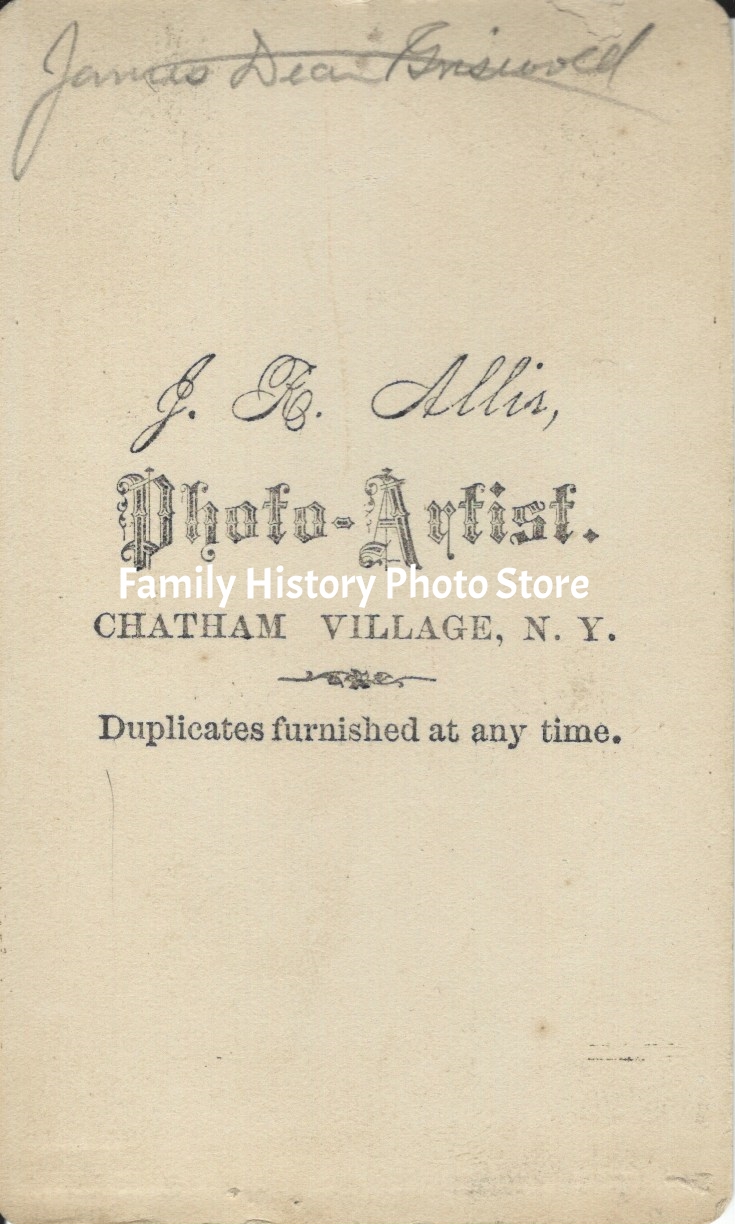 James Dean Griswold
J. R. Allis,
Photo-Artist.
Family History Photo Store
CHATHAM VILLAGE, N. Y.
Duplicates furnished at any time.